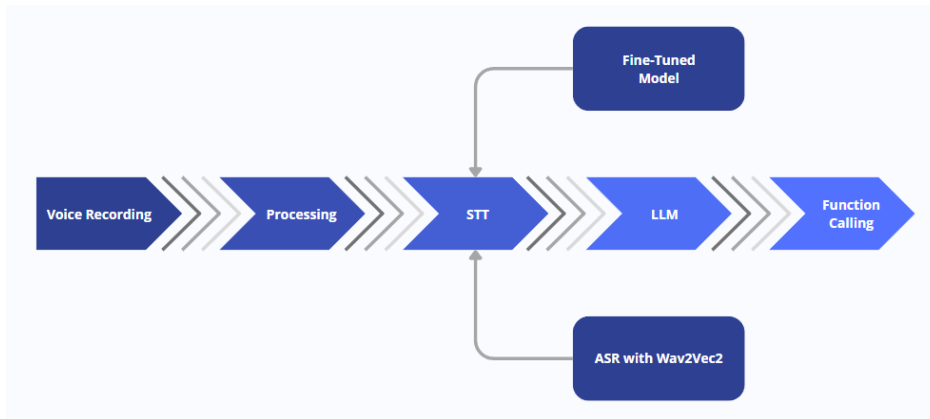 Fine-Tuned
Model
Voice Recording
Processing
STT
LLM
Function
Calling
ASR with Wav2Vec2